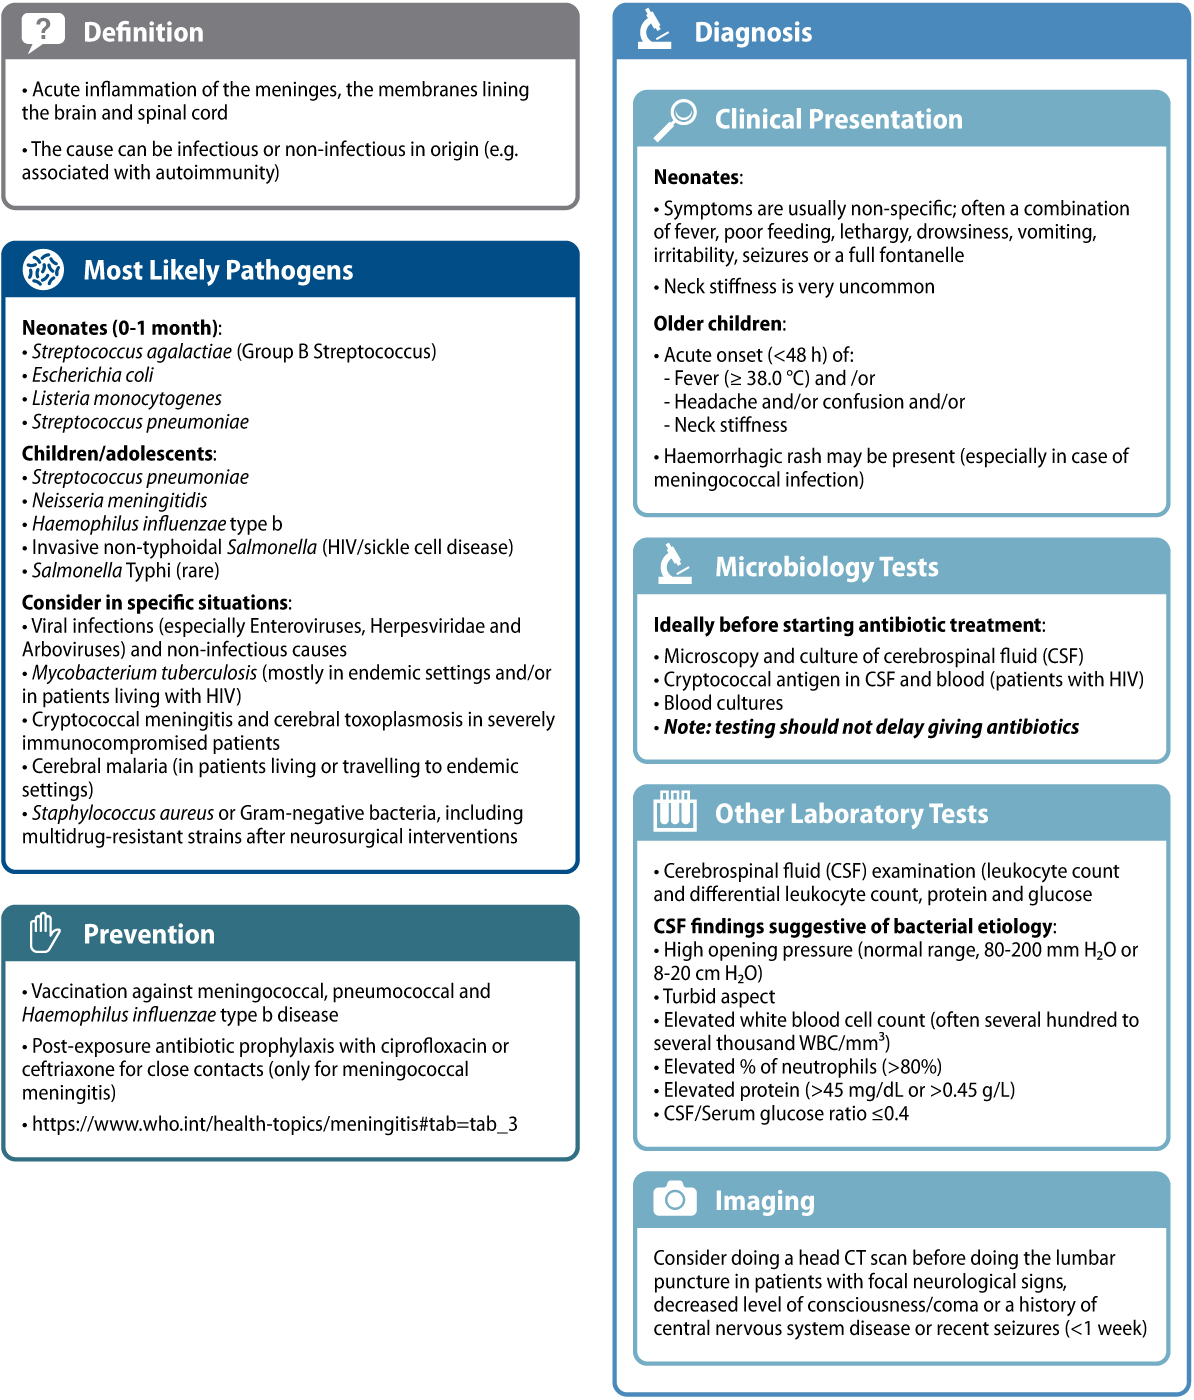 Definition
• Acute inflammation of the meninges, the membranes lining
the brain and spinal cord
• The cause can be infectious or non-infectious in origin (e.g.
associated with autoimmunity)
Most Likely Pathogens
Neonates (0-1 month):
• Streptococcus agalactiae (Group B Streptococcus)
• Escherichia coli
• Listeria monocytogenes
• Streptococcus pneumoniae
Children/adolescents:
• Streptococcus pneumoniae
• Neisseria meningitidis
• Haemophilus influenzae type b
• Invasive non-typhoidal Salmonella (HIV/sickle cell disease)
• Salmonella Typhi (rare)
Consider in specific situations:
• Viral infections (especially Enteroviruses, Herpesviridae and
Arboviruses) and non-infectious causes
• Mycobacterium tuberculosis (mostly in endemic settings and/or
in patients living with HIV)
• Cryptococcal meningitis and cerebral toxoplasmosis in severely
immunocompromised patients
• Cerebral malaria (in patients living or travelling to endemic
settings)
• Staphylococcus aureus or Gram-negative bacteria, including
multidrug-resistant strains after neurosurgical interventions
Prevention
• Vaccination against meningococcal, pneumococcal and
Haemophilus influenzae type b disease
• Post-exposure antibiotic prophylaxis with ciprofloxacin or
ceftriaxone for close contacts (only for meningococcal
meningitis)
• https://www.who.int/health-topics/meningitis#tab=tab_3
Diagnosis
Clinical Presentation
Neonates:
• Symptoms are usually non-specific; often a combination
of fever, poor feeding, lethargy, drowsiness, vomiting,
irritability, seizures or a full fontanelle
• Neck stiffness is very uncommon
Older children:
• Acute onset (<48 h) of:
- Fever (≥ 38.0 °C) and /or
- Headache and/or confusion and/or
- Neck stiffness
• Haemorrhagic rash may be present (especially in case of
meningococcal infection)
Microbiology Tests
Ideally before starting antibiotic treatment:
• Microscopy and culture of cerebrospinal fluid (CSF)
• Cryptococcal antigen in CSF and blood (patients with HIV)
• Blood cultures
• Note: testing should not delay giving antibiotics
Other Laboratory Tests
• Cerebrospinal fluid (CSF) examination (leukocyte count
and differential leukocyte count, protein and glucose
CSF findings suggestive of bacterial etiology:
• High opening pressure (normal range, 80-200 mm H₂O or
8-20 cm H₂O)
• Turbid aspect
• Elevated white blood cell count (often several hundred to
several thousand WBC/mm³)
• Elevated % of neutrophils (>80%)
• Elevated protein (>45 mg/dL or >0.45 g/L)
• CSF/Serum glucose ratio ≤0.4
Imaging
Consider doing a head CT scan before doing the lumbar
puncture in patients with focal neurological signs,
decreased level of consciousness/coma or a history of
central nervous system disease or recent seizures (<1 week)